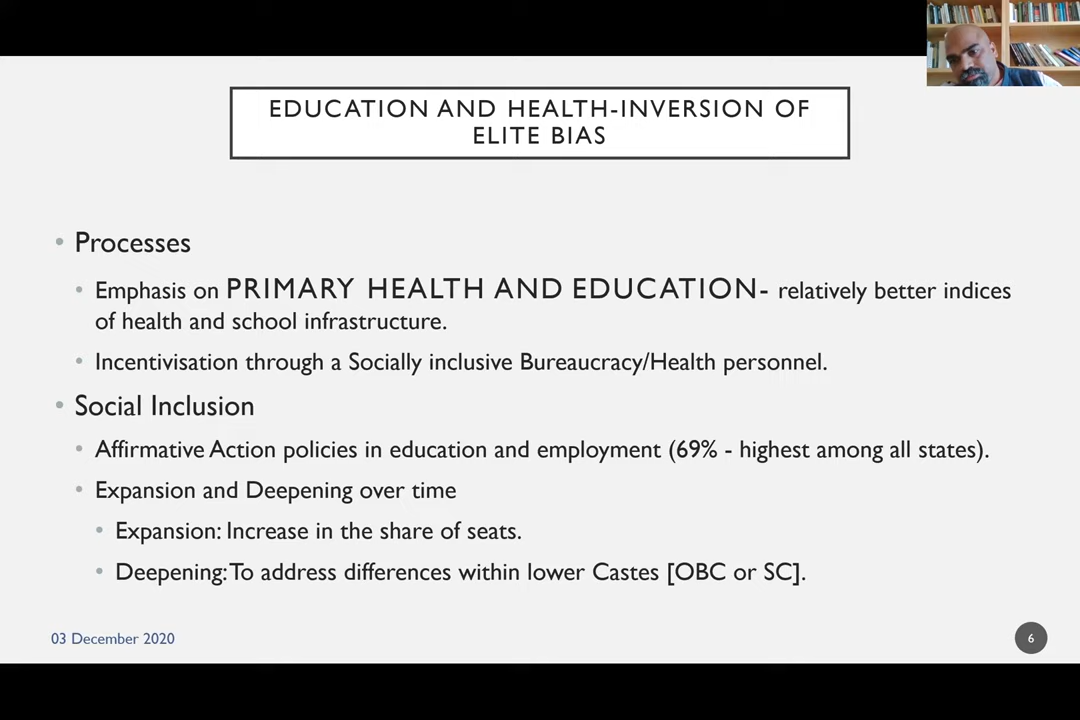 EDUCATION AND HEALTH-INVERSION OF
ELITE BIAS
• Processes
• Emphasis on PRIMARY HEALTH AND EDUCATION- relatively better indices
of health and school infrastructure.
• Incentivisation through a Socially inclusive Bureaucracy/Health personnel.
• Social Inclusion
• Affirmative Action policies in education and employment (69% - highest among all states).
• Expansion and Deepening over time
• Expansion: Increase in the share of seats.
• Deepening: To address differences within lower Castes [OBC or SC].
03 December 2020
6